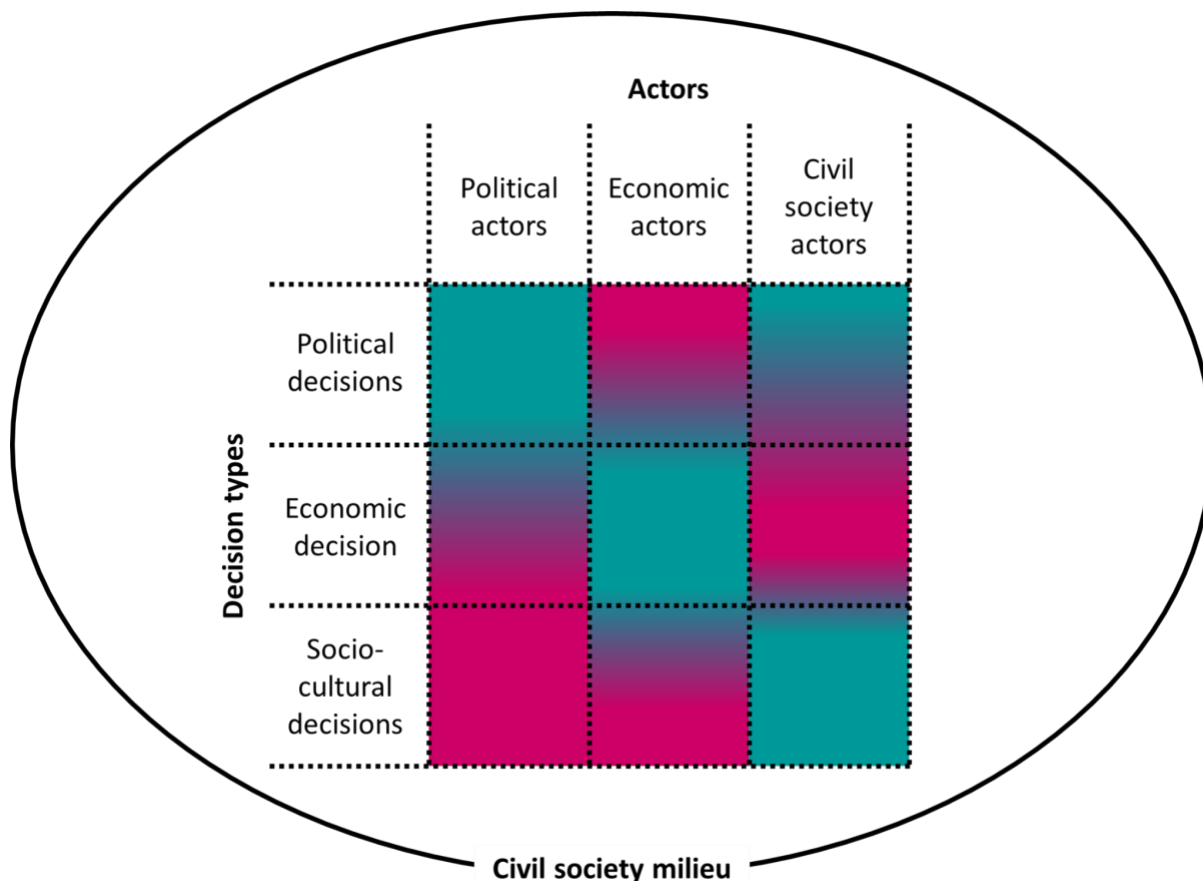 Actors
Political
actors
Economic
actors
Civil
society
actors
Decision types
Political
decisions
Economic
decision
Socio-
cultural
decisions
Civil society milieu